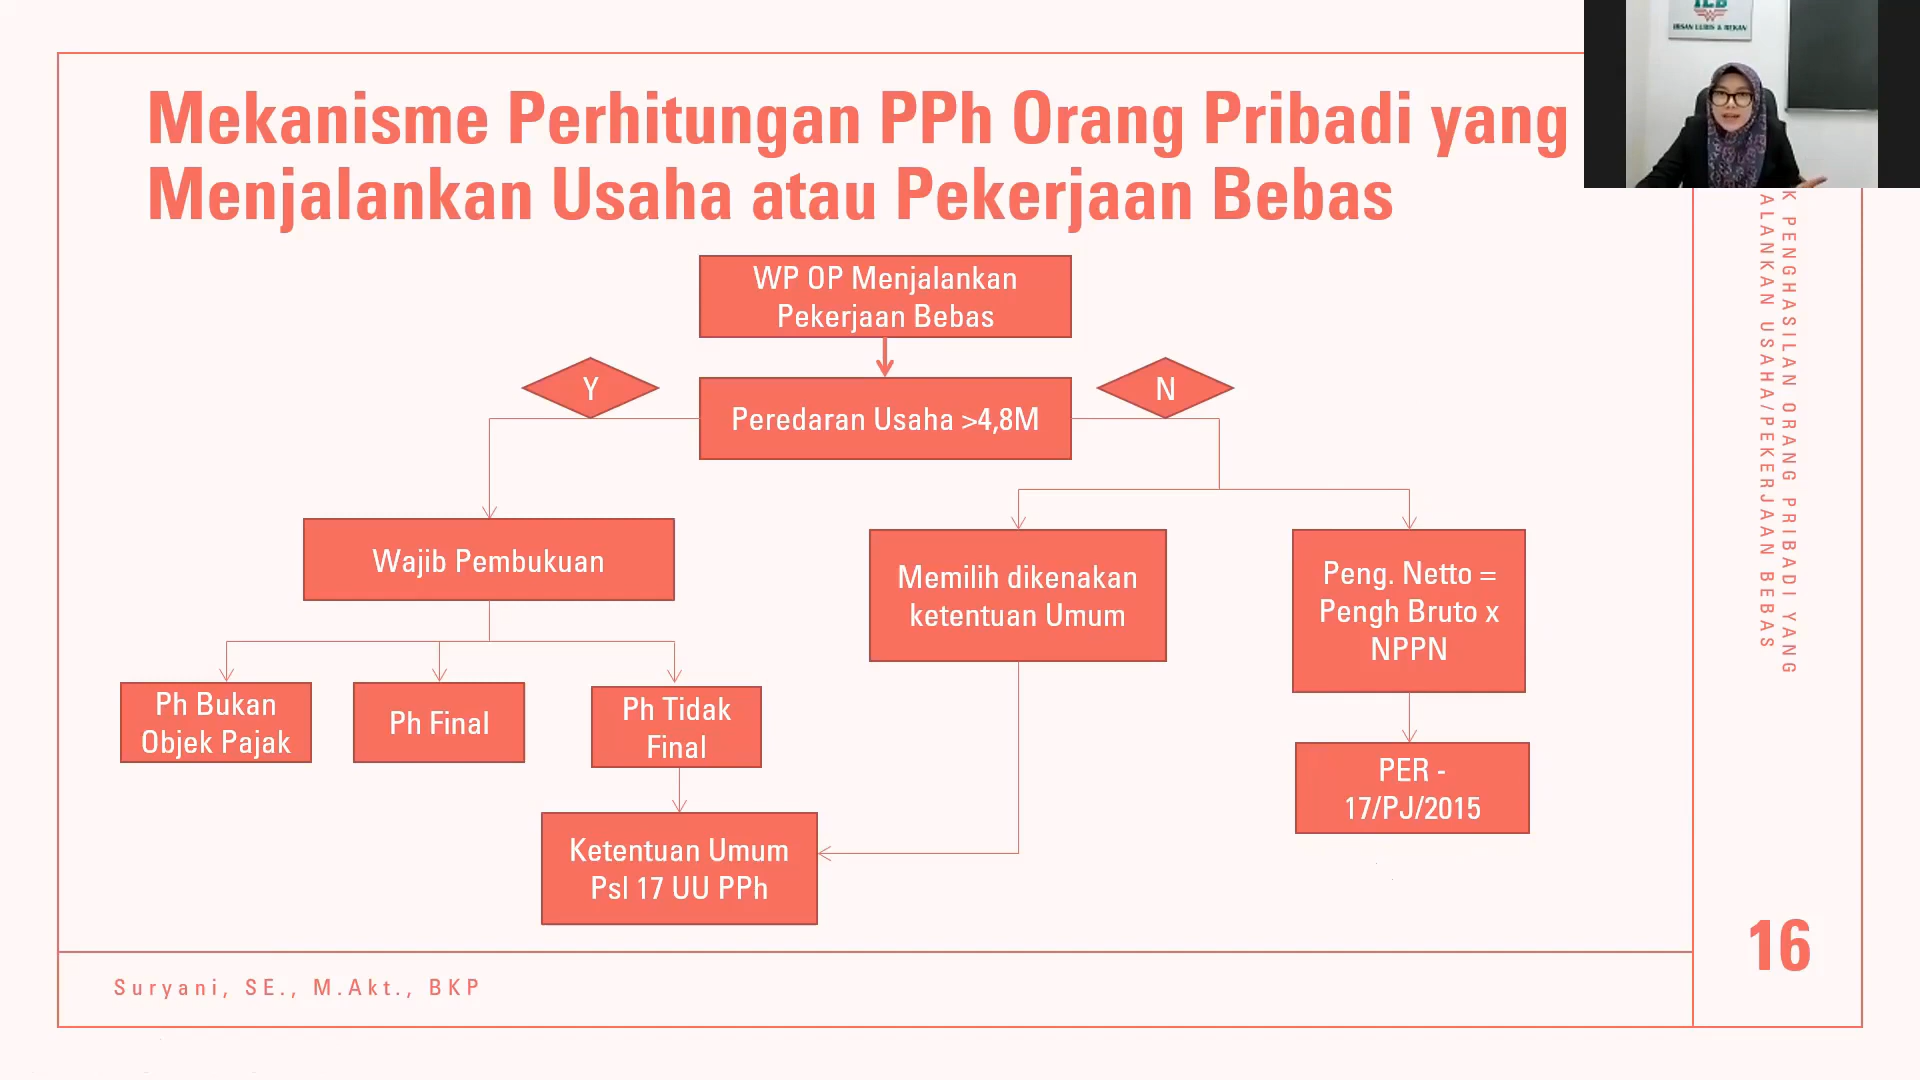 Mekanisme Perhitungan PPh Orang Pribadi yang
Menjalankan Usaha atau Pekerjaan Bebas
WP OP Menjalankan
Pekerjaan Bebas
Y
Peredaran Usaha >4,8M
N
Wajib Pembukuan
Memilih dikenakan
ketentuan Umum
Peng. Netto =
Pengh Bruto x
NPPN
Ph Bukan
Objek Pajak
Ph Final
Ph Tidak
Final
PER -
17/PJ/2015
Ketentuan Umum
Psl 17 UU PPh
Suryani, SE., M.Akt., BKP
K PENGHASILAN ORANG PRIBADI YANG
ALANKAN USAHA/PEKERJAAN BEBAS
16
IHSAN LUBIS & REKAN